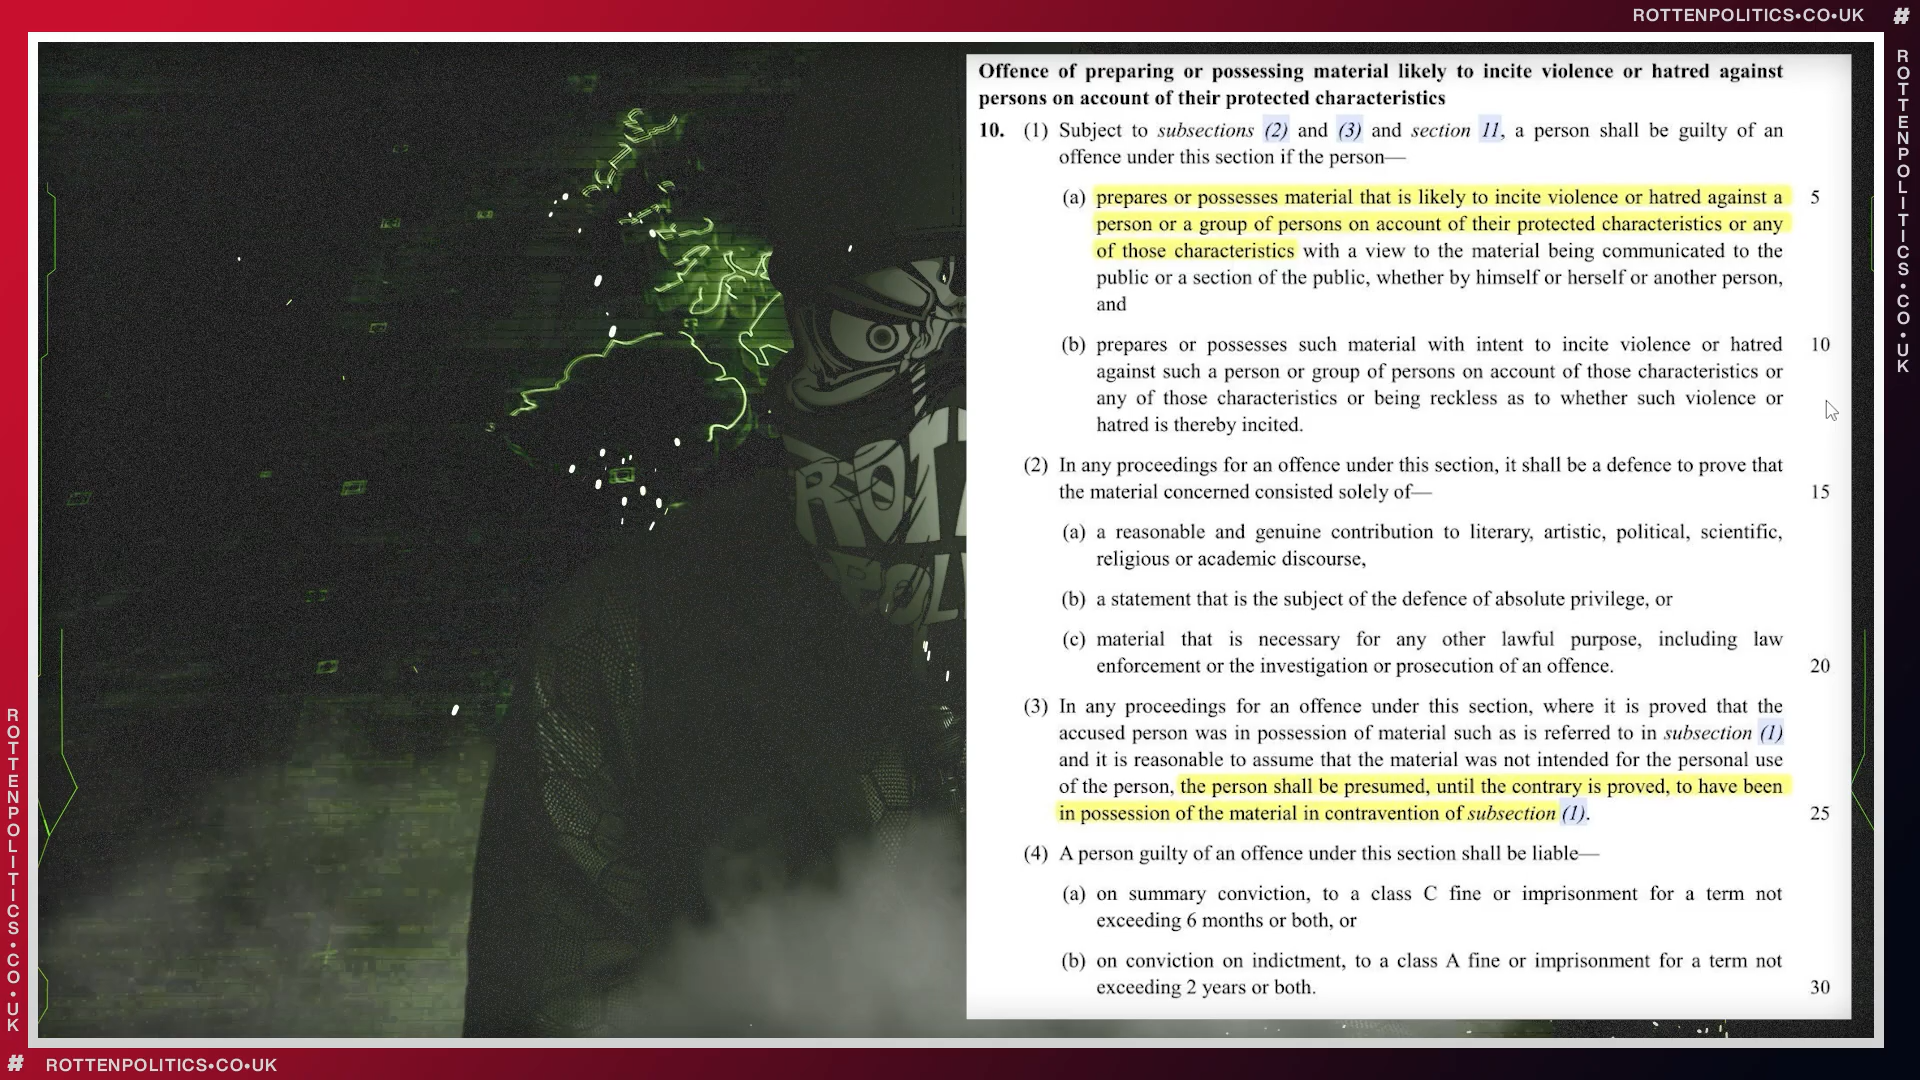 ROTTENPOLITICS•CO•UK #
ROTTENPOLITICS•CO•UK
Offence of preparing or possessing material likely to incite violence or hatred against
persons on account of their protected characteristics
10. (1) Subject to subsections (2) and (3) and section 11, a person shall be guilty of an
offence under this section if the person—
(a) prepares or possesses material that is likely to incite violence or hatred against a 5
person or a group of persons on account of their protected characteristics or any
of those characteristics with a view to the material being communicated to the
public or a section of the public, whether by himself or herself or another person,
and
(b) prepares or possesses such material with intent to incite violence or hatred 10
against such a person or group of persons on account of those characteristics or
any of those characteristics or being reckless as to whether such violence or
hatred is thereby incited.
(2) In any proceedings for an offence under this section, it shall be a defence to prove that
the material concerned consisted solely of— 15
(a) a reasonable and genuine contribution to literary, artistic, political, scientific,
religious or academic discourse,
(b) a statement that is the subject of the defence of absolute privilege, or
(c) material that is necessary for any other lawful purpose, including law
enforcement or the investigation or prosecution of an offence. 20
(3) In any proceedings for an offence under this section, where it is proved that the
accused person was in possession of material such as is referred to in subsection (1)
and it is reasonable to assume that the material was not intended for the personal use
of the person, the person shall be presumed, until the contrary is proved, to have been
in possession of the material in contravention of subsection (1). 25
(4) A person guilty of an offence under this section shall be liable—
(a) on summary conviction, to a class C fine or imprisonment for a term not
exceeding 6 months or both, or
(b) on conviction on indictment, to a class A fine or imprisonment for a term not
exceeding 2 years or both. 30
ROTTENPOLITICS•CO•UK
# ROTTENPOLITICS•CO•UK